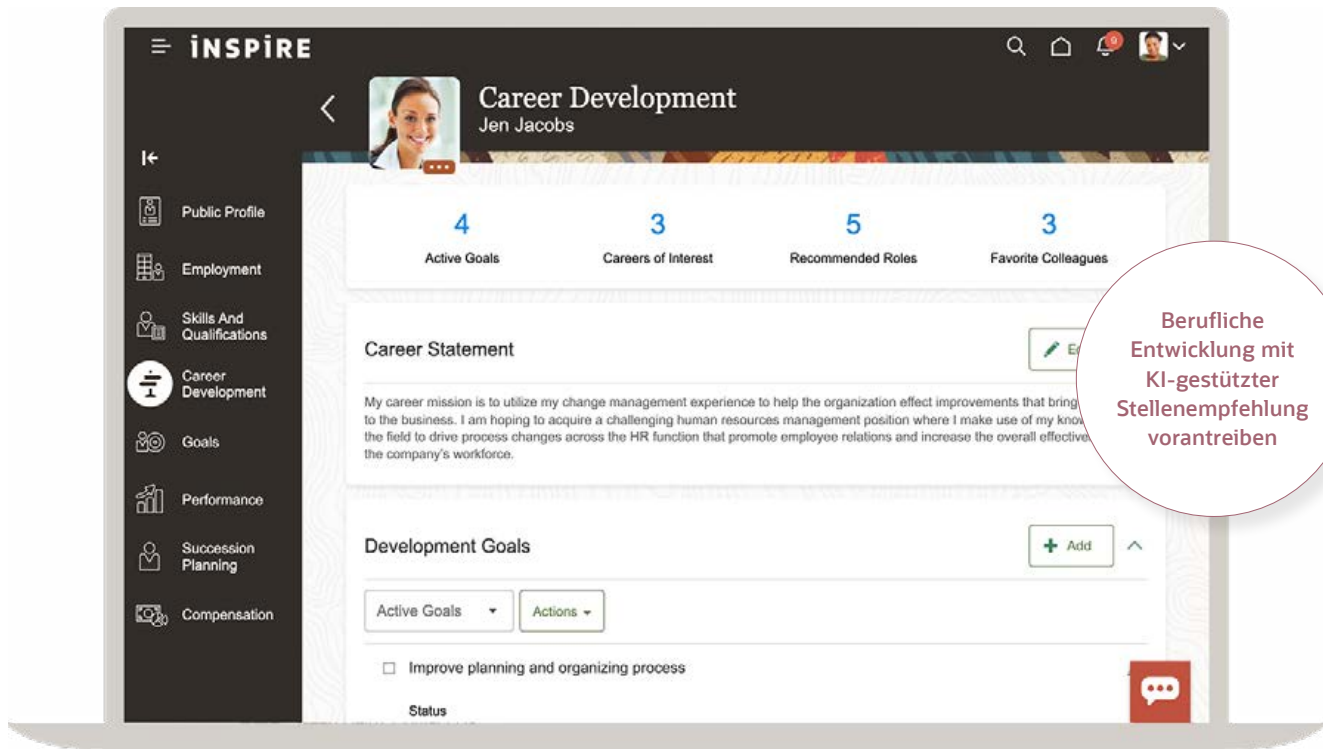 iNSPiRE
9
Career Development
Jen Jacobs
Public Profile
Employment
Skills And
Qualifications
Career
Development
Goals
Performance
Succession
Planning
Compensation
4
Active Goals
3
Careers of Interest
5
Recommended Roles
3
Favorite Colleagues
Career Statement
My career mission is to utilize my change management experience to help the organization effect improvements that bring
to the business. I am hoping to acquire a challenging human resources management position where I make use of my
the field to drive process changes across the HR function that promote employee relations and increase the overall
the company's workforce.
Development Goals
Add
Active Goals
Actions
Improve planning and organizing process
Status
Berufliche
Entwicklung mit
KI-gestützter
Stellenempfehlung
vorantreiben